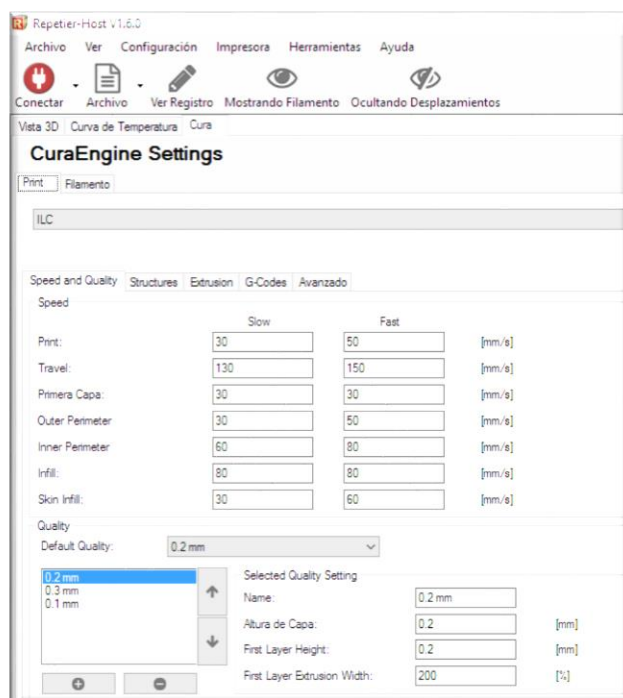 Repetier-Host V1.6.0
Archivo Ver Configuración Impresora Herramientas Ayuda
Conectar Archivo Ver Registro Mostrando Filamento Ocultando Desplazamientos
Vista 3D Curva de Temperatura Cura
CuraEngine Settings
Print Filamento
ILC
Speed and Quality Structures Extrusion G-Codes Avanzado
Speed
Slow Fast
Print: 30 50 [mm/s]
Travel: 130 150 [mm/s]
Primera Capa: 30 30 [mm/s]
Outer Perimeter 30 50 [mm/s]
Inner Perimeter 60 80 [mm/s]
Infill: 80 80 [mm/s]
Skin Infill: 30 60 [mm/s]
Quality
Default Quality: 0.2 mm
0.2 mm
0.3 mm
0.1 mm
Selected Quality Setting
Name: 0.2 mm
Altura de Capa: 0.2 [mm]
First Layer Height: 0.2 [mm]
First Layer Extrusion Width: 200 [%]